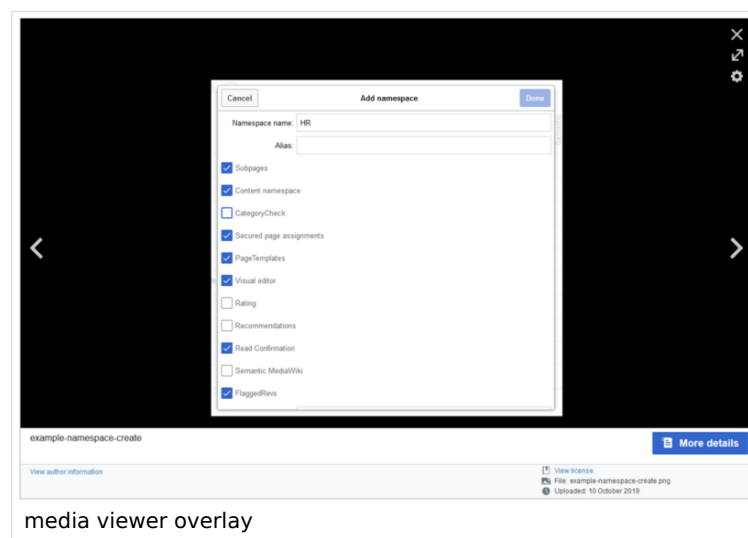 Cancel
Add namespace
Done
Namespace name:
HR
Alias:
Subpages
Content namespace
CategoryCheck
Secured page assignments
PageTemplates
Visual editor
Rating
Recommendations
Read Confirmation
Semantic MediaWiki
FlaggedRevs
example-namespace-create
More details
View author information
View license
File: example-namespace-create.png
Uploaded: 10 October 2019
media viewer overlay